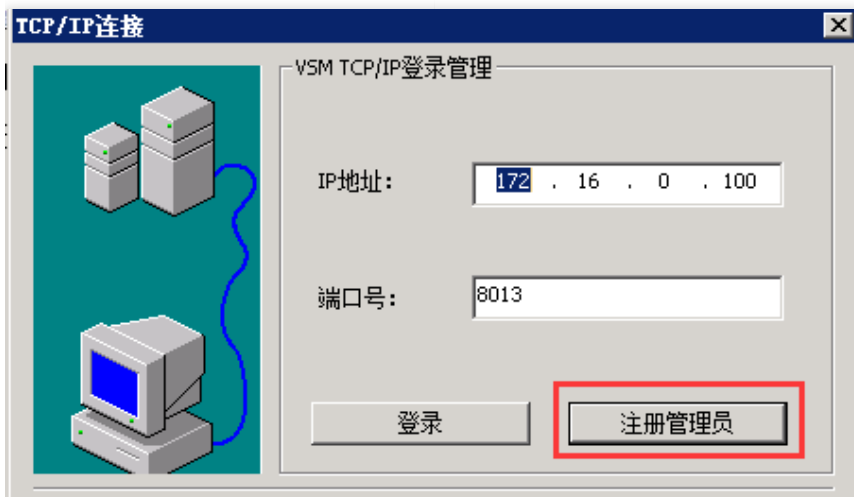 TCP/IP连接
VSM TCP/IP登录管理
IP地址: 172 . 16 . 0 . 100
端口号: 8013
登录 注册管理员